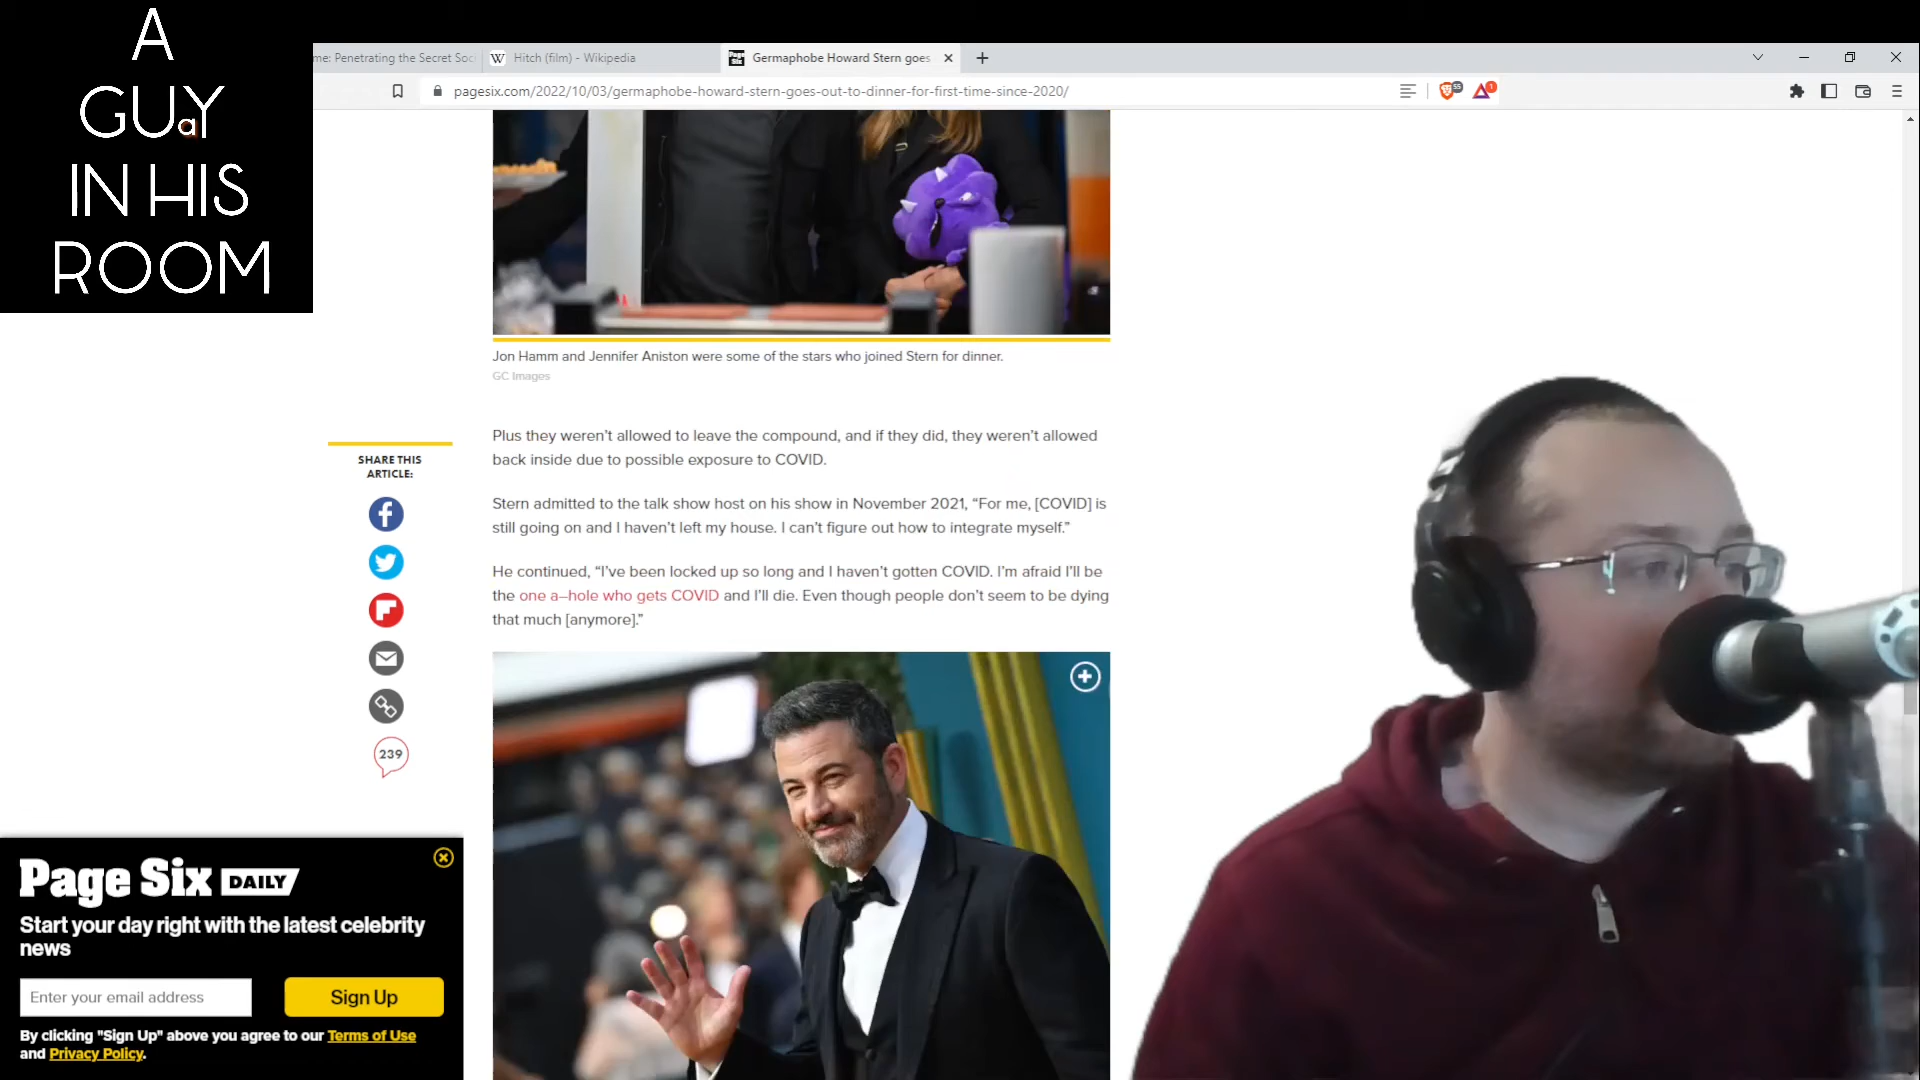 A
GUaY
IN HIS
ROOM
me: Penetrating the Secret Soc
Hitch (film) - Wikipedia
Germaphobe Howard Stern goes
pagesix.com/2022/10/03/germaphobe-howard-stern-goes-out-to-dinner-for-first-time-since-2020/
55
1
Jon Hamm and Jennifer Aniston were some of the stars who joined Stern for dinner.
GC Images
Plus they weren't allowed to leave the compound, and if they did, they weren't allowed
back inside due to possible exposure to COVID.
Stern admitted to the talk show host on his show in November 2021, “For me, [COVID] is
still going on and I haven't left my house. I can't figure out how to integrate myself.”
He continued, “I've been locked up so long and I haven't gotten COVID. I'm afraid I'll be
the one a–hole who gets COVID and I'll die. Even though people don't seem to be dying
that much [anymore].”
SHARE THIS
ARTICLE:
239
Page Six DAILY
Start your day right with the latest celebrity
news
Enter your email address
Sign Up
By clicking "Sign Up" above you agree to our Terms of Use
and Privacy Policy.